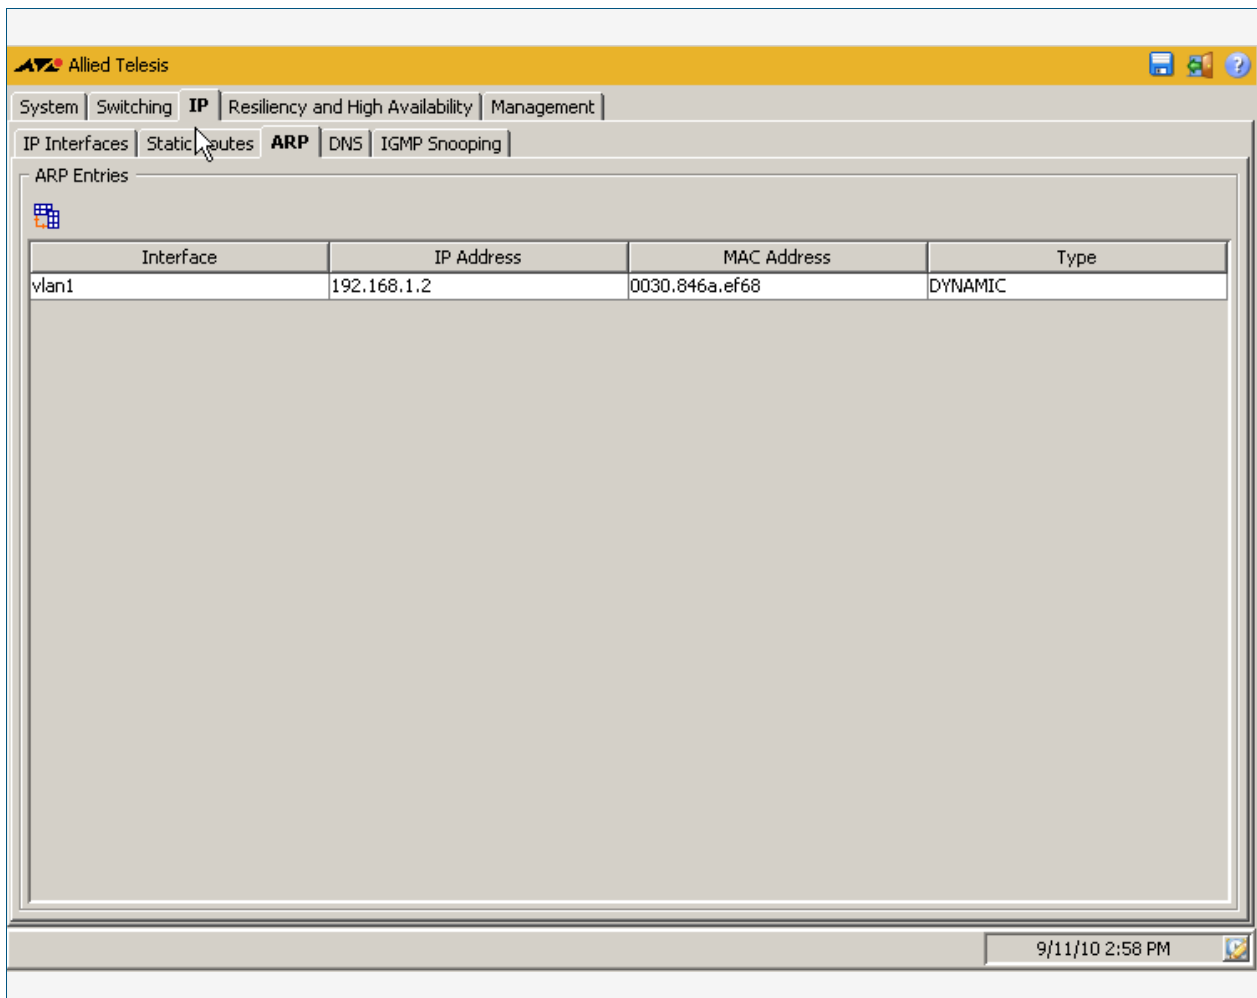 Allied Telesis
System Switching IP Resiliency and High Availability Management
IP Interfaces Static Routes ARP DNS IGMP Snooping
ARP Entries
Interface IP Address MAC Address Type
vlan1 192.168.1.2 0030.846a.ef68 DYNAMIC
9/11/10 2:58 PM